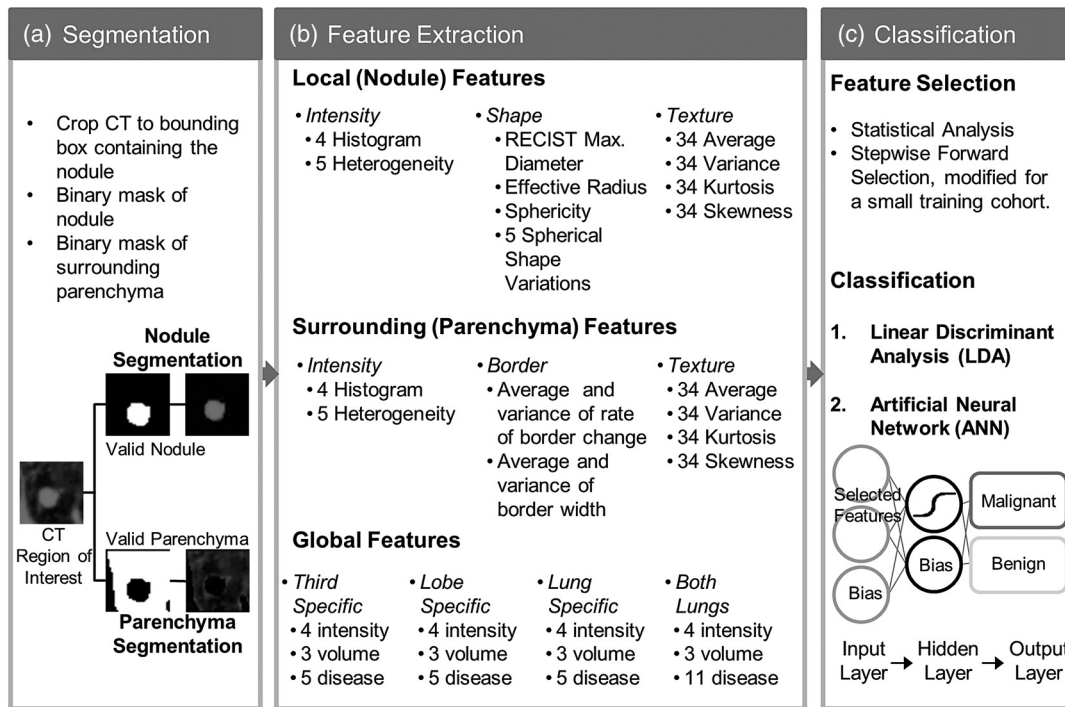 (a) Segmentation
• Crop CT to bounding
box containing the
nodule
• Binary mask of
nodule
• Binary mask of
surrounding
parenchyma
Nodule
Segmentation
Valid Nodule
CT
Region of
Interest
Valid Parenchyma
Parenchyma
Segmentation
(b) Feature Extraction
Local (Nodule) Features
• Intensity
• 4 Histogram
• 5 Heterogeneity
• Shape
• RECIST Max.
Diameter
• Effective Radius
• Sphericity
• 5 Spherical
Shape
Variations
• Texture
• 34 Average
• 34 Variance
• 34 Kurtosis
• 34 Skewness
Surrounding (Parenchyma) Features
• Intensity
• 4 Histogram
• 5 Heterogeneity
• Border
• Average and
variance of rate
of border change
• Average and
variance of
border width
• Texture
• 34 Average
• 34 Variance
• 34 Kurtosis
• 34 Skewness
Global Features
• Third
Specific
• 4 intensity
• 3 volume
• 5 disease
• Lobe
Specific
• 4 intensity
• 3 volume
• 5 disease
• Lung
Specific
• 4 intensity
• 3 volume
• 5 disease
• Both
Lungs
• 4 intensity
• 3 volume
• 11 disease
(c) Classification
Feature Selection
• Statistical Analysis
• Stepwise Forward
Selection, modified for
a small training cohort.
Classification
1. Linear Discriminant
Analysis (LDA)
2. Artificial Neural
Network (ANN)
Selected
Features
Bias
Bias
Malignant
Benign
Input
Layer
Hidden
Layer
Output
Layer